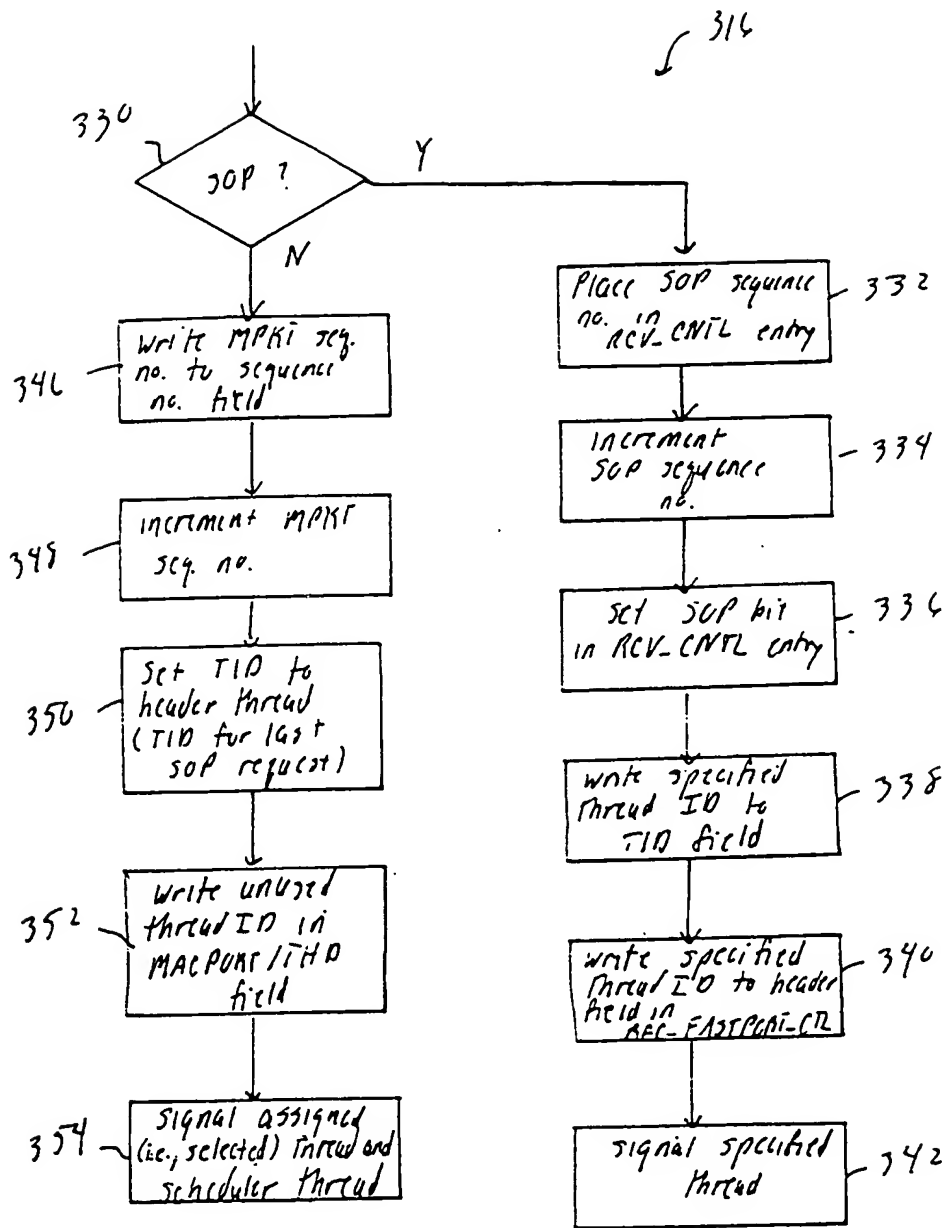 316
330
SOP ?
Y
N
Place SOP sequence
no. in
RCV_CNTL entry
332
Write MPKT seq.
no. to sequence
no. field
346
increment
SOP sequence
no.
334
increment MPKT
seq. no.
348
set SOP bit
in RCV_CNTL entry
336
Set TID to
header thread
(TID for last
SOP request)
350
write specified
thread ID to
TID field
338
write unused
thread ID in
MACPORT/THD
field
352
write specified
thread ID to header
field in
REC_FASTPORT_CTL
340
signal assigned
(i.e., selected) thread and
scheduler thread
354
signal specified
thread
342